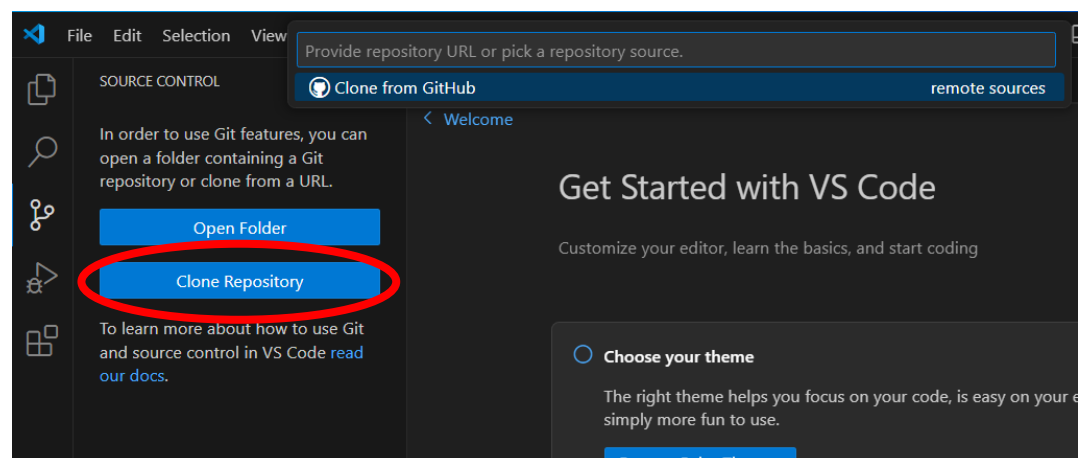 File Edit Selection View
Provide repository URL or pick a repository source.
Clone from GitHub remote sources
SOURCE CONTROL
In order to use Git features, you can
open a folder containing a Git
repository or clone from a URL.
Open Folder
Clone Repository
To learn more about how to use Git
and source control in VS Code read
our docs.
Welcome
Get Started with VS Code
Customize your editor, learn the basics, and start coding
Choose your theme
The right theme helps you focus on your code, is easy on your
simply more fun to use.